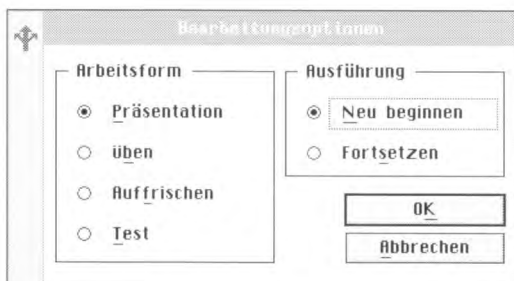 Bearbeitungsoptionen
Arbeitsform
Präsentation
üben
Auffrischen
Test
Ausführung
Neu beginnen
Fortsetzen
OK
Abbrechen